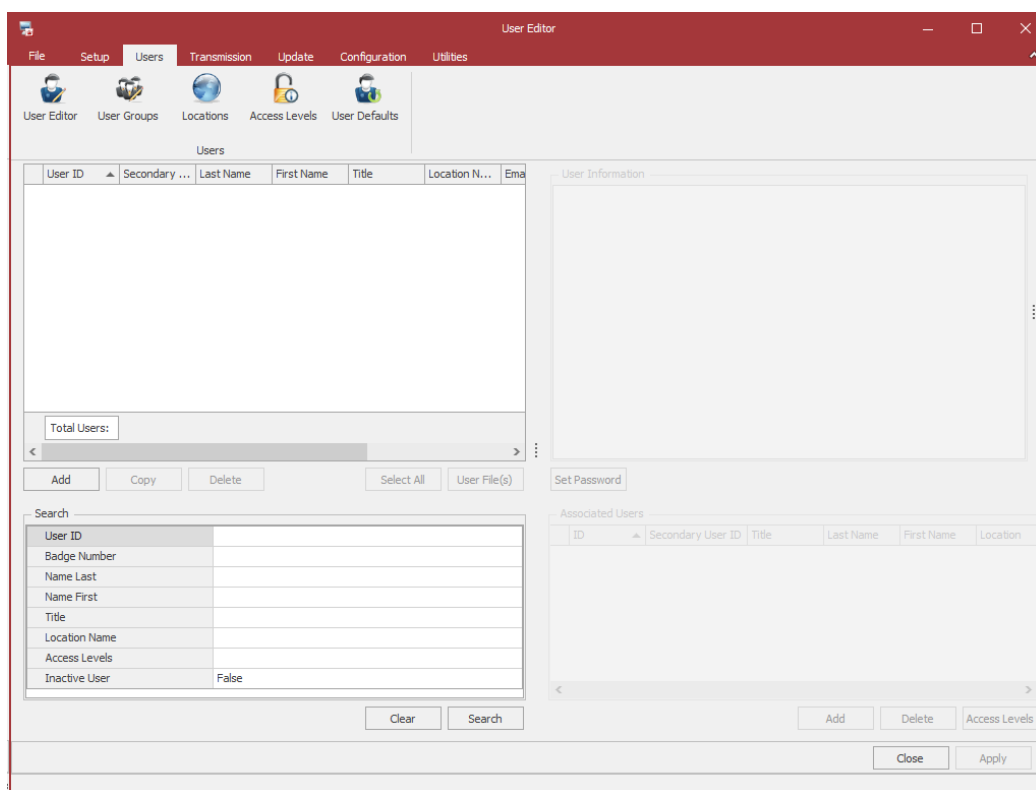 User Editor
File Setup Users Transmission Update Configuration Utilities
User Editor User Groups Locations Access Levels User Defaults
Users
User ID Secondary ... Last Name First Name Title Location N... Ema
User Information
Total Users:
Add Copy Delete Select All User File(s) Set Password
Search
Associated Users
User ID
ID Secondary User ID Title Last Name First Name Location
Badge Number
Name Last
Name First
Title
Location Name
Access Levels
Inactive User False
Clear Search
Add Delete Access Levels
Close Apply